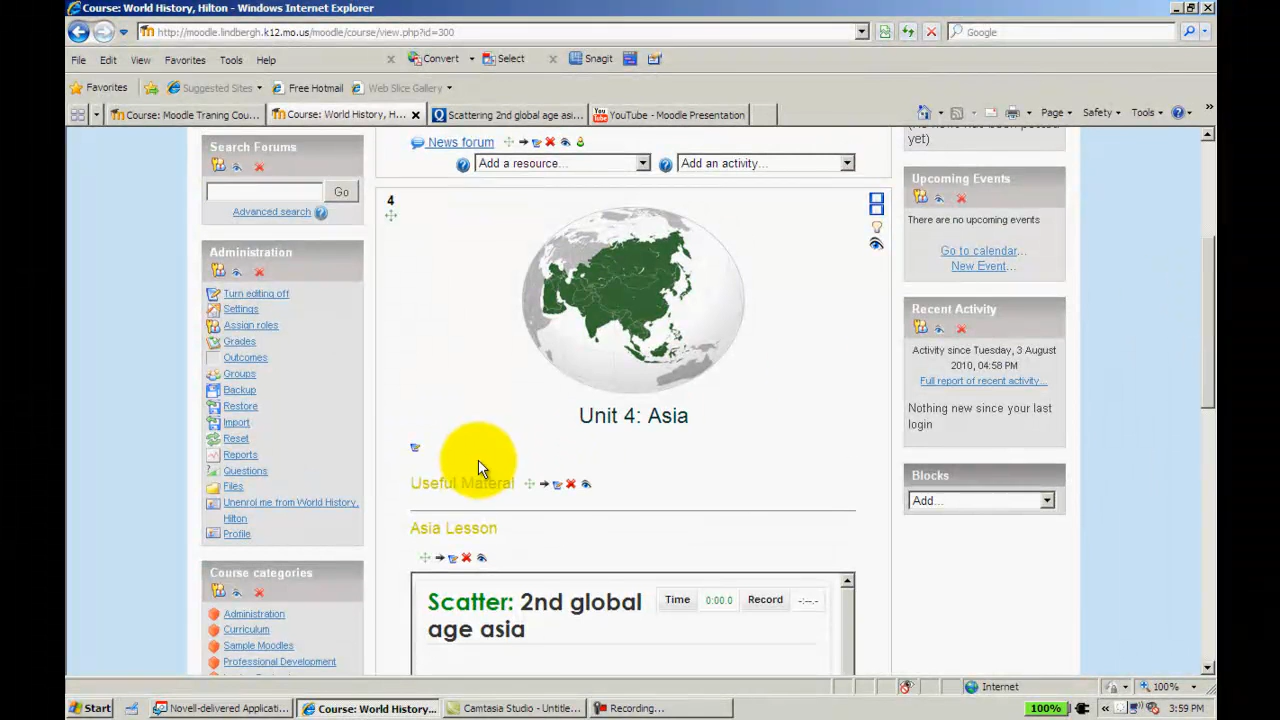 Course: World History, Hilton - Windows Internet Explorer
http://moodle.lindbergh.k12.mo.us/moodle/course/view.php?id=300
Google
File Edit View Favorites Tools Help
Convert Select Snagit
Favorites Suggested Sites Free Hotmail Web Slice Gallery
Course: Moodle Traning Cou...
Course: World History, H...
Scattering 2nd global age asi...
YouTube - Moodle Presentation
Page Safety Tools
Search Forums
Go
Advanced search
Administration
Turn editing off
Settings
Assign roles
Grades
Outcomes
Groups
Backup
Restore
Import
Reset
Reports
Questions
Files
Unenrol me from World History,
Hilton
Profile
Course categories
Administration
Curriculum
Sample Moodles
Professional Development
News forum
Add a resource...
Add an activity...
4
Unit 4: Asia
Useful Materal
Asia Lesson
Scatter: 2nd global
age asia
Time 0:00.0 Record -:--.-
yet)
Upcoming Events
There are no upcoming events
Go to calendar...
New Event...
Recent Activity
Activity since Tuesday, 3 August
2010, 04:58 PM
Full report of recent activity...
Nothing new since your last
login
Blocks
Add...
Internet
100%
Start
Novell-delivered Applicati...
Course: World History...
Camtasia Studio - Untitle...
Recording...
100%
3:59 PM